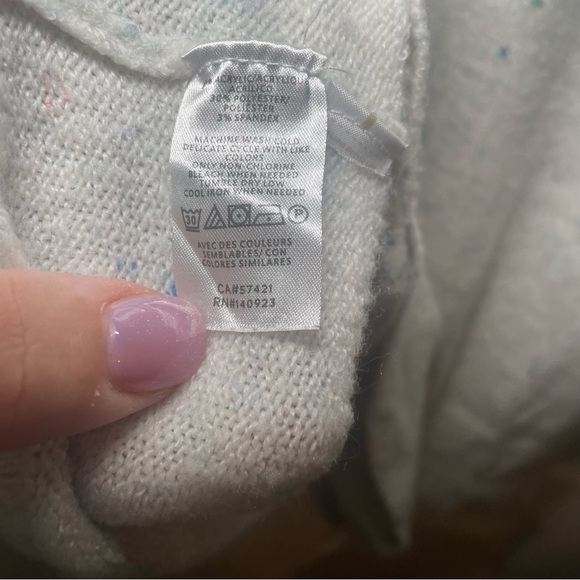 ACRYLIC/ACRYLIQUE
ACRILICO
30% POLYESTER/
POLIESTER
3% SPANDEX
MACHINE WASH COLD
DELICATE CYCLE WITH LIKE
COLORS
ONLY NON-CHLORINE
BLEACH WHEN NEEDED
TUMBLE DRY LOW
COOL IRON WHEN NEEDED
30 P
AVEC DES COULEURS
SEMBLABLES/CON
COLORES SIMILARES
CA#57421
RN#140923